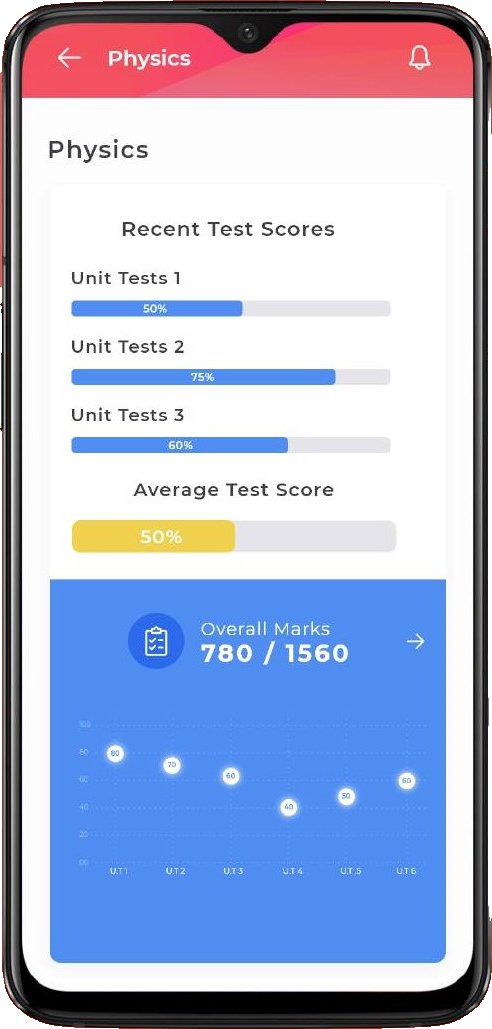 Physics
Physics
Recent Test Scores
Unit Tests 1
50%
Unit Tests 2
75%
Unit Tests 3
60%
Average Test Score
50%
Overall Marks
780 / 1560
100
80
80
70
60
60
60
50
40
40
20
00
U.T 1 U.T 2 U.T 3 U.T 4 U.T .5 U.T 6